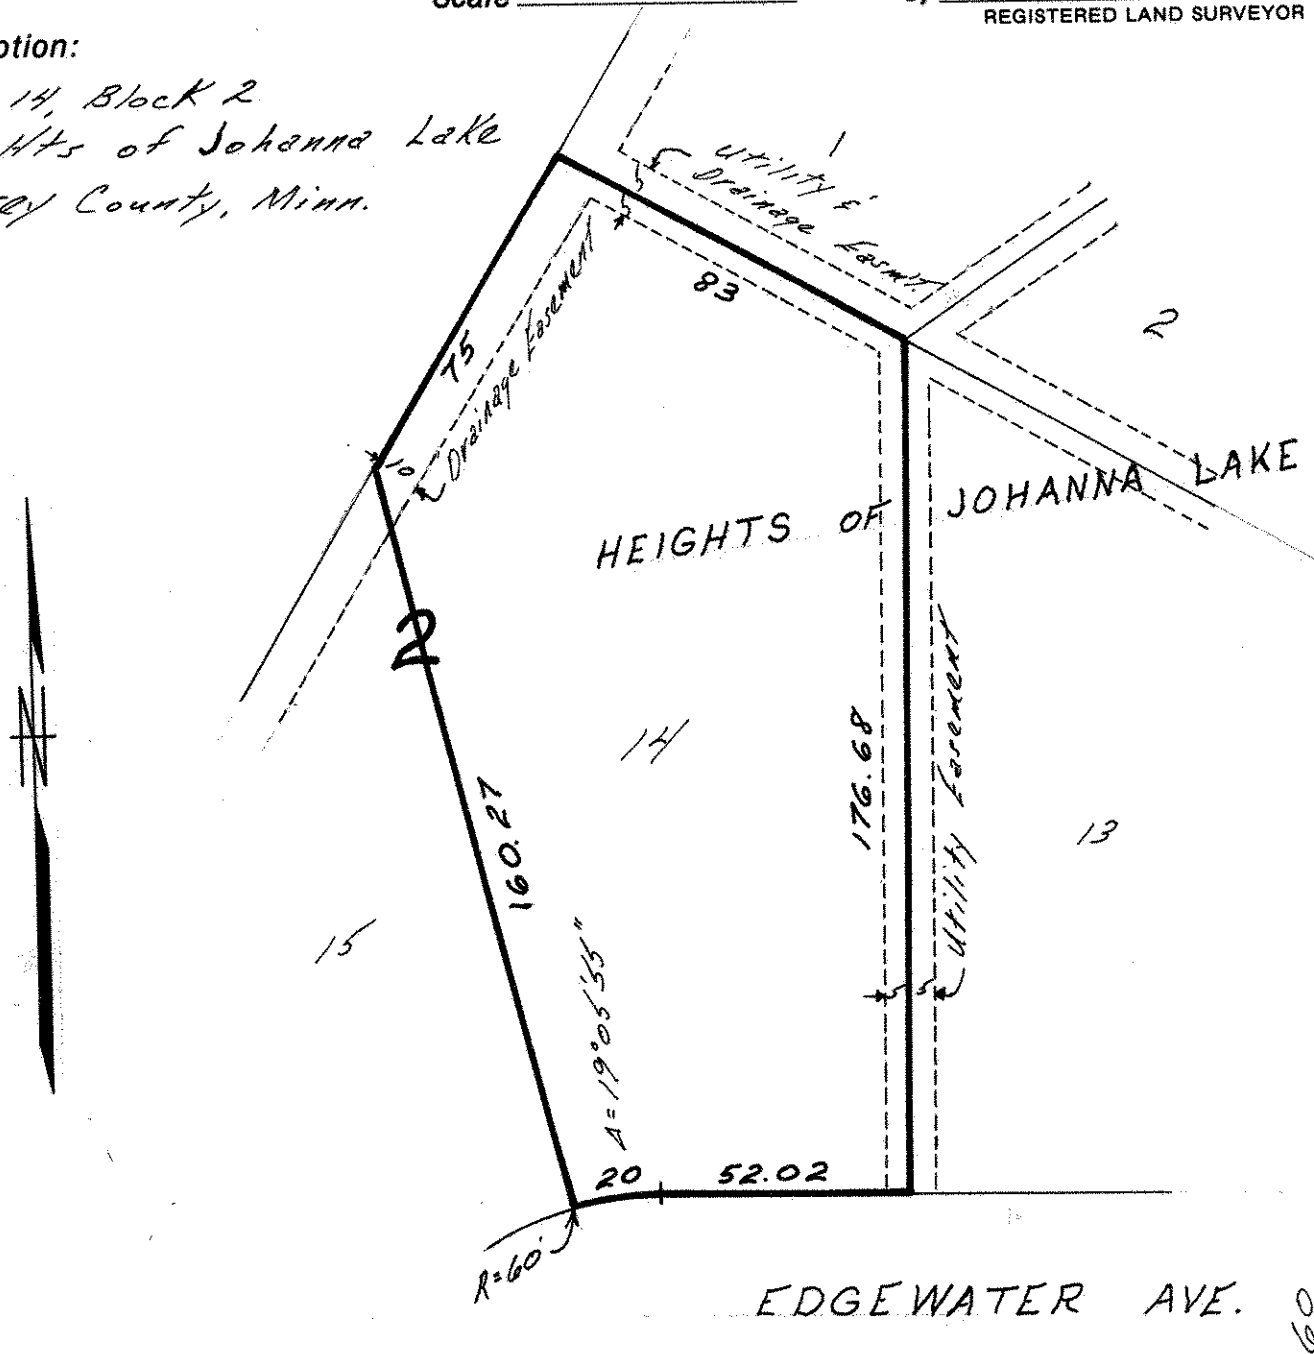 Scale
REGISTERED LAND SURVEYOR
14, Block 2
Hts of Johanna Lake
County, Minn.
1
Utility &
Drainage Easm't.
83
2
75
Drainage Easement
10
HEIGHTS OF JOHANNA LAKE
2
N
14
176.68
Utility Easement
13
160.27
15
Δ=19°05'55"
5 5
20
52.02
R=60'
EDGEWATER AVE.
60